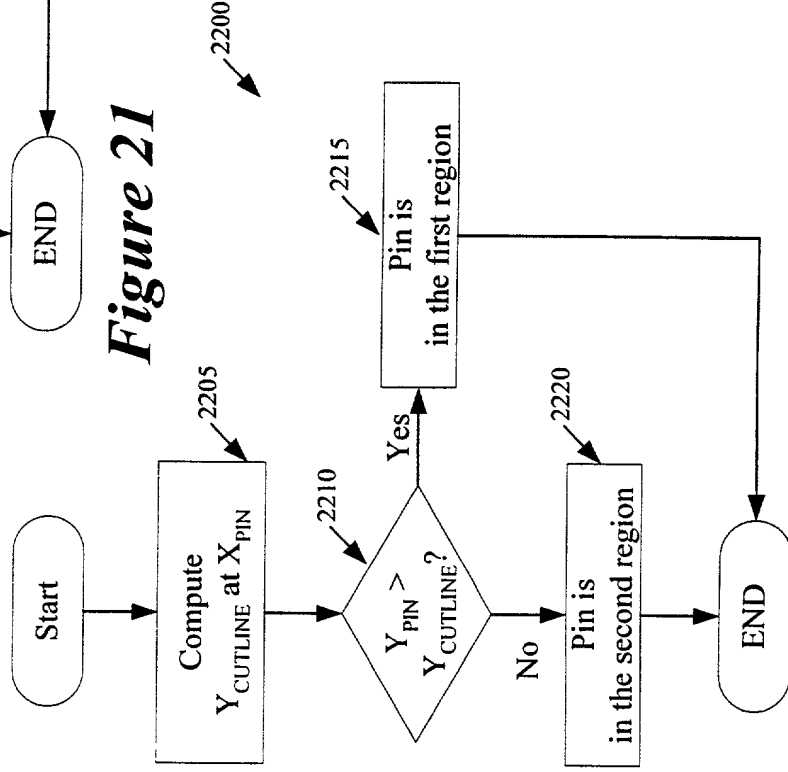 END
Figure 21
2200
Start
Compute
Y_CUTLINE at X_PIN
2205
Y_PIN >
Y_CUTLINE?
2210
Yes
Pin is
in the first region
2215
No
Pin is
in the second region
2220
END